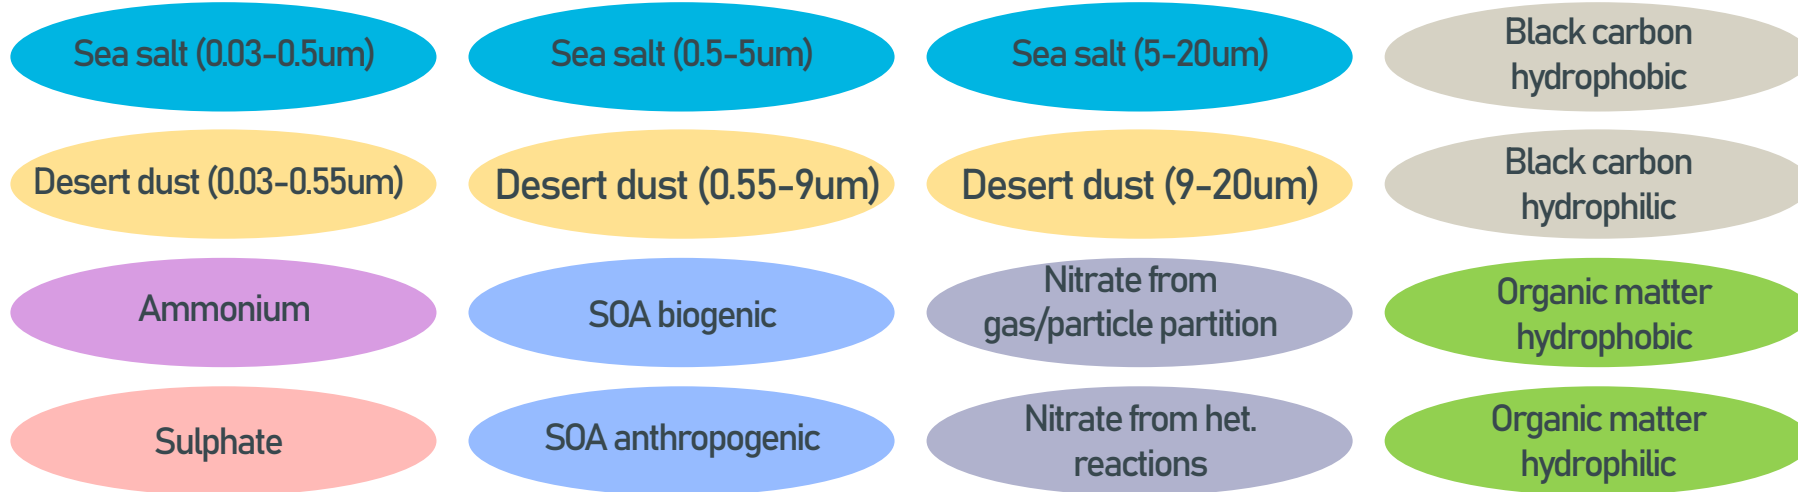 Sea salt (0.03-0.5um)
Sea salt (0.5-5um)
Sea salt (5-20um)
Black carbon
hydrophobic
Desert dust (0.03-0.55um)
Desert dust (0.55-9um)
Desert dust (9-20um)
Black carbon
hydrophilic
Ammonium
SOA biogenic
Nitrate from
gas/particle partition
Organic matter
hydrophobic
Sulphate
SOA anthropogenic
Nitrate from het.
reactions
Organic matter
hydrophilic